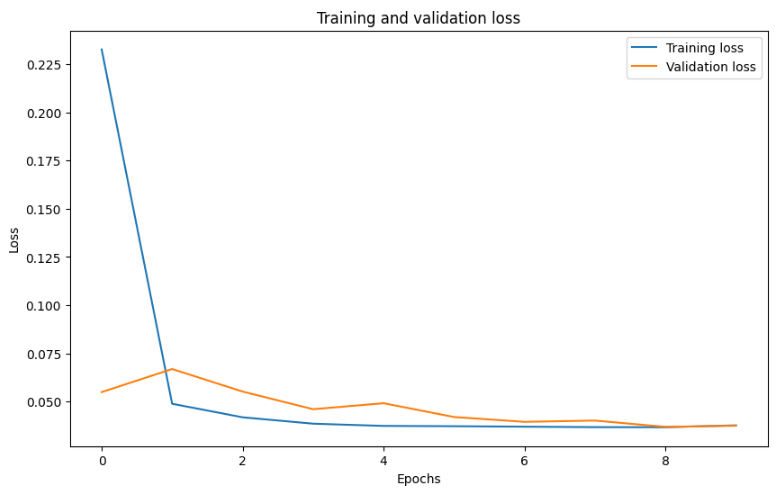 Training and validation loss
Training loss
Validation loss
0.225
0.200
0.175
0.150
0.125
0.100
0.075
0.050
Loss
0
2
4
6
8
Epochs